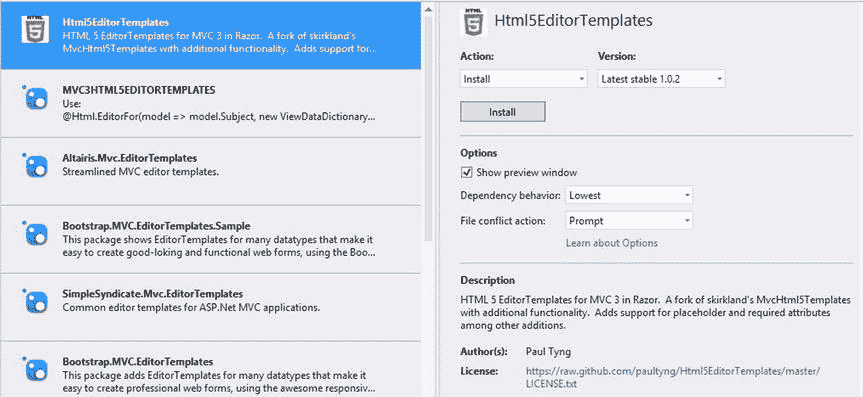 Html5EditorTemplates
HTML 5 EditorTemplates for MVC 3 in Razor. A fork of skirkland's
MvcHtml5Templates with additional functionality. Adds support for...
MVC3HTML5EDITORTEMPLATES
Use:
@Html.EditorFor(model => model.Subject, new ViewDataDictionary...
Altairis.Mvc.EditorTemplates
Streamlined MVC editor templates.
Bootstrap.MVC.EditorTemplates.Sample
This package shows EditorTemplates for many datatypes that make it
easy to create good-loking and functional web forms, using the Boo...
SimpleSyndicate.Mvc.EditorTemplates
Common editor templates for ASP.Net MVC applications.
Bootstrap.MVC.EditorTemplates
This package adds EditorTemplates for many datatypes that make it
easy to create professional web forms, using the awesome responsiv...
HTML
5
Html5EditorTemplates
Action:
Version:
Install
Latest stable 1.0.2
Install
Options
Show preview window
Dependency behavior:
Lowest
File conflict action:
Prompt
Learn about Options
Description
HTML 5 EditorTemplates for MVC 3 in Razor. A fork of skirkland's MvcHtml5Templates
with additional functionality. Adds support for placeholder and required attributes
among other additions.
Author(s): Paul Tyng
License: https://raw.github.com/paultyng/Html5EditorTemplates/master/
LICENSE.txt